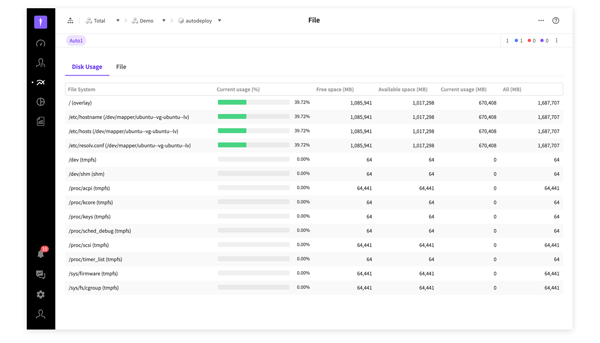 Total
Demo
autodeploy
File
Auto1
1 1 0 0
Disk Usage File
File System Current usage (%) Free space (MB) Available space (MB) Current usage (MB) All (MB)
/ (overlay) 39.72% 1,085,941 1,017,298 670,408 1,687,707
/etc/hostname (/dev/mapper/ubuntu--vg-ubuntu--lv) 39.72% 1,085,941 1,017,298 670,408 1,687,707
/etc/hosts (/dev/mapper/ubuntu--vg-ubuntu--lv) 39.72% 1,085,941 1,017,298 670,408 1,687,707
/etc/resolv.conf (/dev/mapper/ubuntu--vg-ubuntu--lv) 39.72% 1,085,941 1,017,298 670,408 1,687,707
/dev (tmpfs) 0.00% 64 64 0 64
/dev/shm (shm) 0.00% 64 64 0 64
/proc/acpi (tmpfs) 0.00% 64,441 64,441 0 64,441
/proc/kcore (tmpfs) 0.00% 64 64 0 64
/proc/keys (tmpfs) 0.00% 64 64 0 64
/proc/sched_debug (tmpfs) 0.00% 64 64 0 64
/proc/scsi (tmpfs) 0.00% 64,441 64,441 0 64,441
/proc/timer_list (tmpfs) 0.00% 64 64 0 64
/sys/firmware (tmpfs) 0.00% 64,441 64,441 0 64,441
/sys/fs/cgroup (tmpfs) 0.00% 64,441 64,441 0 64,441